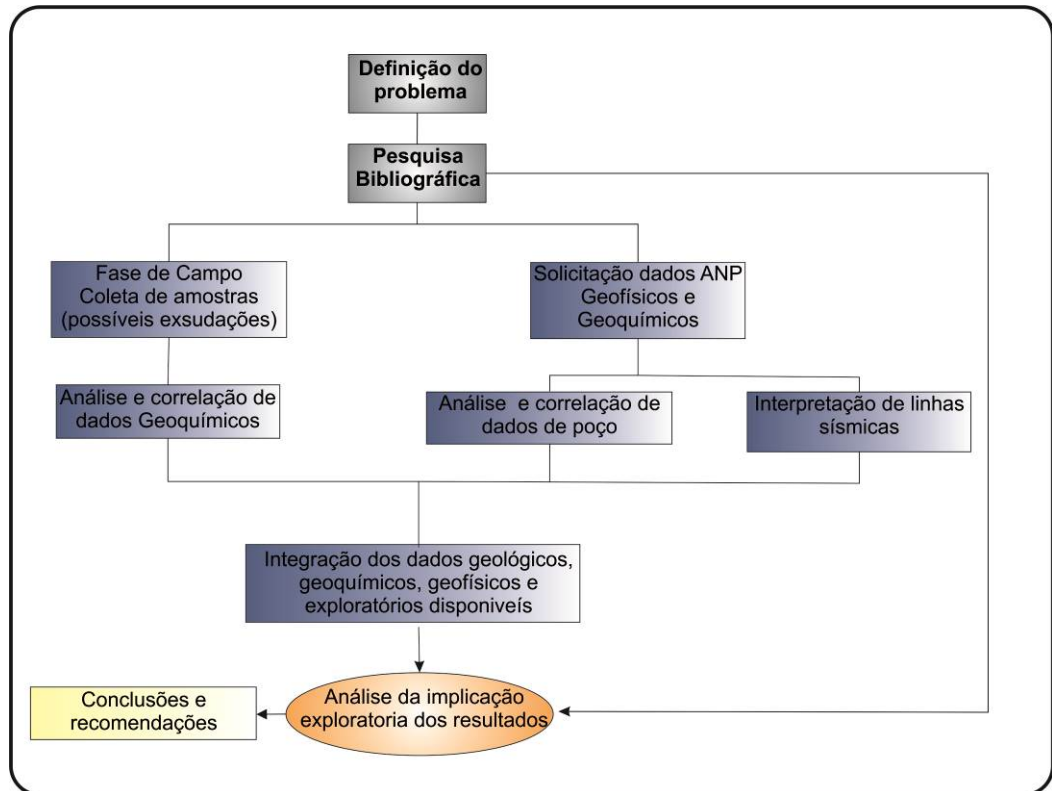 Definição do
problema
Pesquisa
Bibliográfica
Fase de Campo
Coleta de amostras
(possíveis exsudações)
Solicitação dados ANP
Geofísicos e
Geoquímicos
Análise e correlação de
dados Geoquímicos
Análise e correlação de
dados de poço
Interpretação de linhas
sísmicas
Integração dos dados geológicos,
geoquímicos, geofísicos e
exploratórios disponiveís
Análise da implicação
exploratoria dos resultados
Conclusões e
recomendações